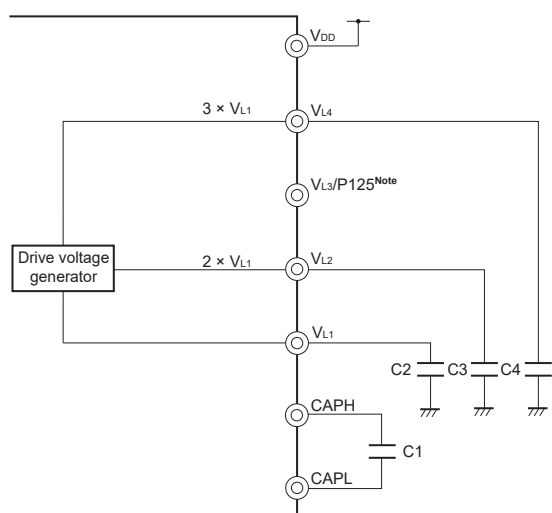 VDD
3 × VL1
VL4
VL3/P125Note
Drive voltage
generator
2 × VL1
VL2
VL1
C2
C3
C4
CAPH
C1
CAPL